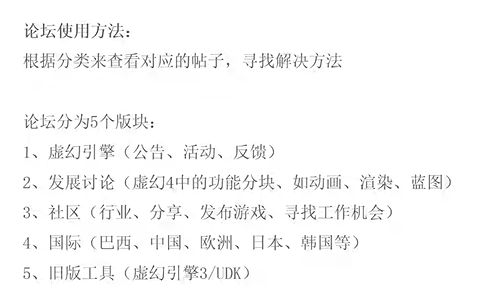 论坛使用方法：
根据分类来查看对应的帖子，寻找解决方法
论坛分为5个版块：
1、虚幻引擎（公告、活动、反馈）
2、发展讨论（虚幻4中的功能分块、如动画、渲染、蓝图）
3、社区（行业、分享、发布游戏、寻找工作机会）
4、国际（巴西、中国、欧洲、日本、韩国等）
5、旧版工具（虚幻引擎3/UDK）